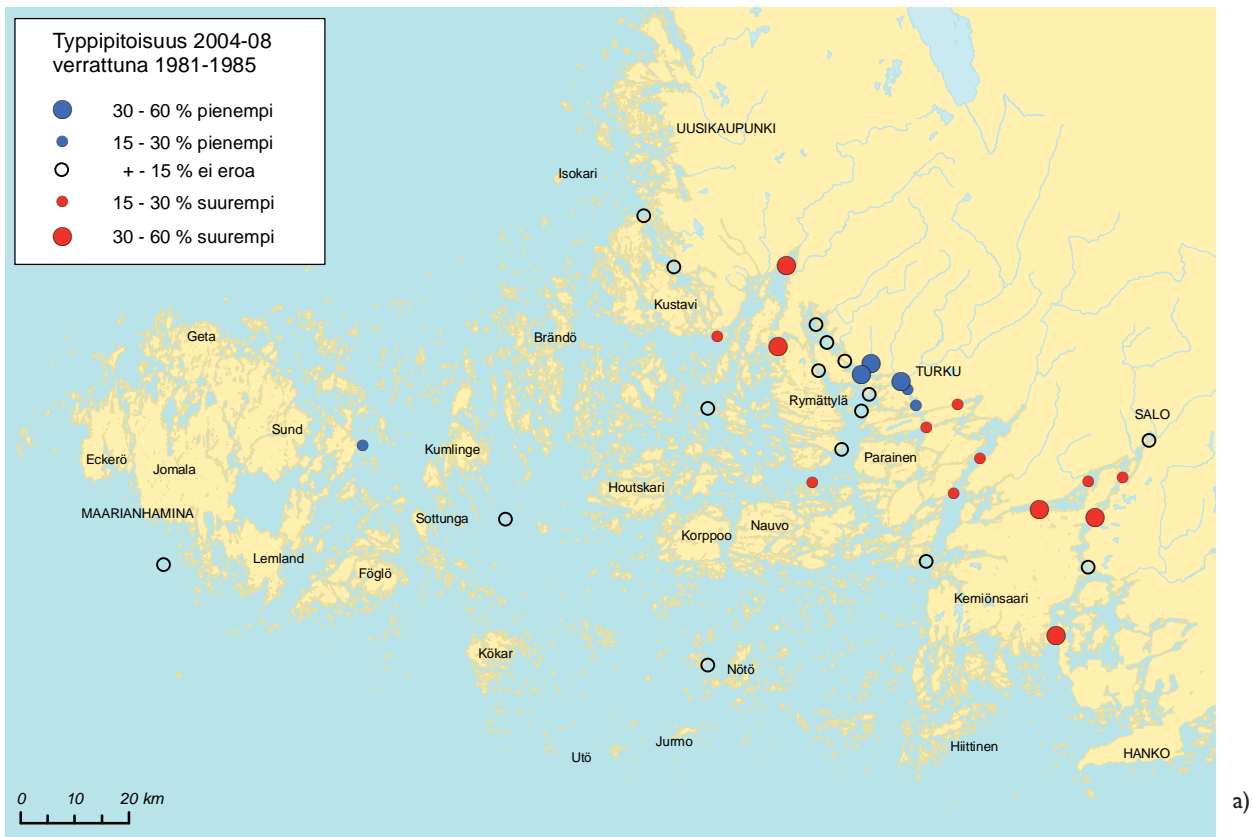 Typpipitoisuus 2004-08
verrattuna 1981-1985
30 - 60 % pienempi
15 - 30 % pienempi
+ - 15 % ei eroa
15 - 30 % suurempi
30 - 60 % suurempi
UUSIKAUPUNKI
Isokari
Kustavi
Geta
Brändö
TURKU
Rymättylä
SALO
Sund
Kumlinge
Eckerö
Jomala
Parainen
Houtskari
MAARIANHAMINA
Sottunga
Nauvo
Korppoo
Lemland
Föglö
Kemiönsaari
Kökar
Nötö
Jurmo
Hiittinen
Utö
HANKO
0 10 20 km
a)